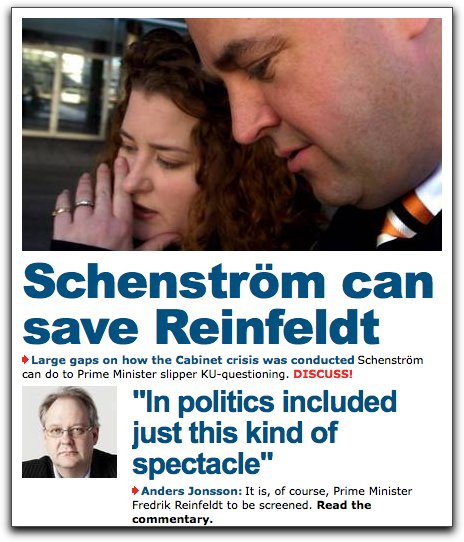 Schenström can
save Reinfeldt
Large gaps on how the Cabinet crisis was conducted Schenström
can do to Prime Minister slipper KU-questioning. DISCUSS!
"In politics included
just this kind of
spectacle"
Anders Jonsson: It is, of course, Prime Minister
Fredrik Reinfeldt to be screened. Read the
commentary.